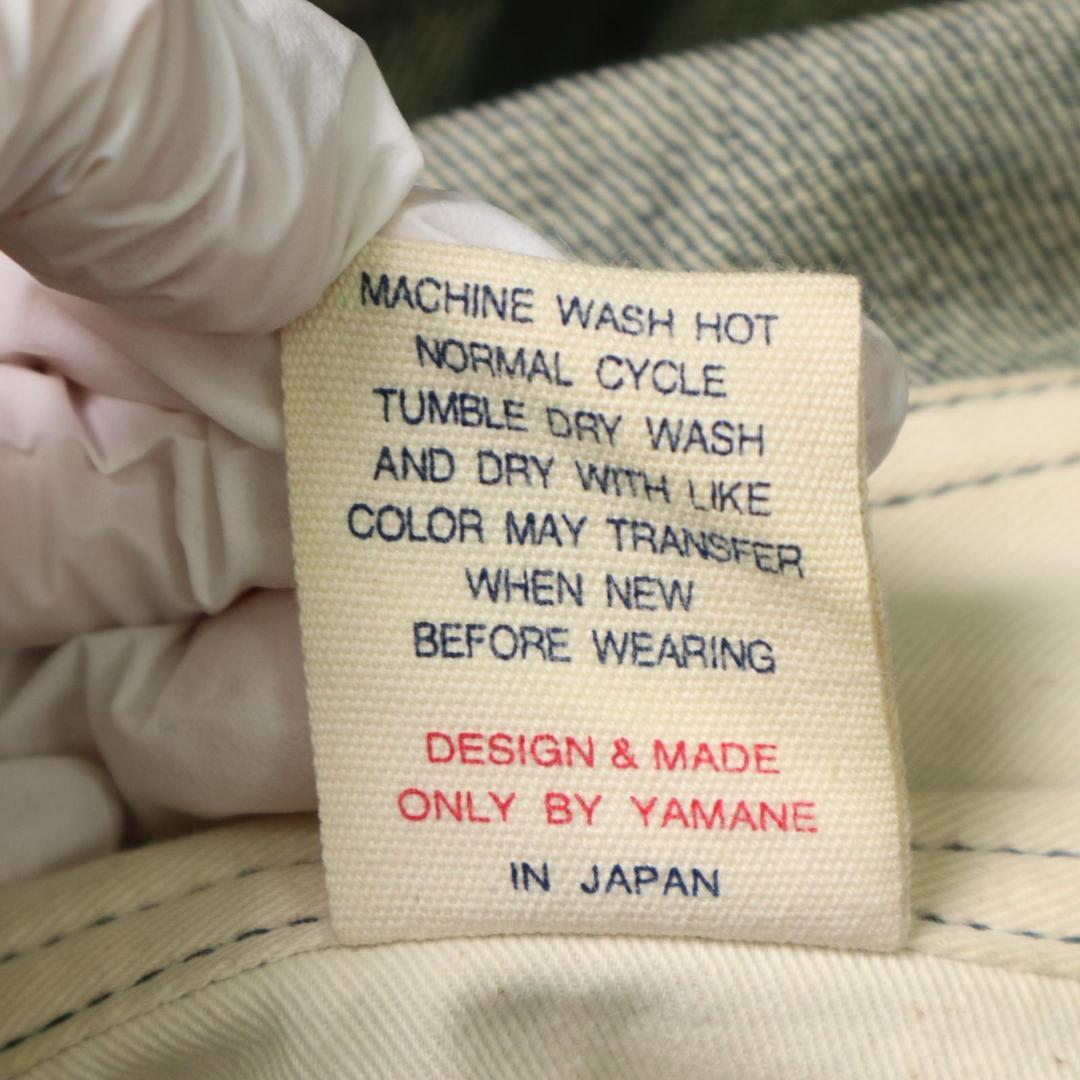 MACHINE WASH HOT
NORMAL CYCLE
TUMBLE DRY WASH
AND DRY WITH LIKE
COLOR MAY TRANSFER
WHEN NEW
BEFORE WEARING
DESIGN & MADE
ONLY BY YAMANE
IN JAPAN